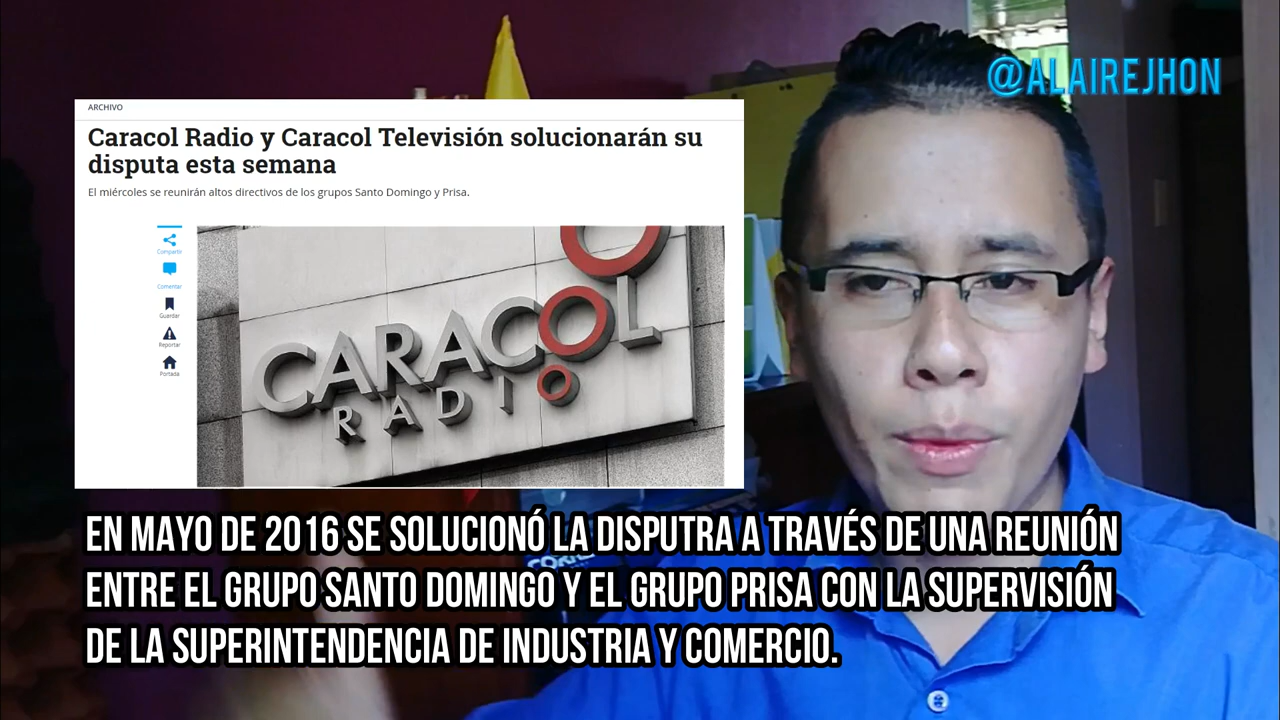 @ALAIREJHON
ARCHIVO
Caracol Radio y Caracol Televisión solucionarán su
disputa esta semana
El miércoles se reunirán altos directivos de los grupos Santo Domingo y Prisa.
Compartir
Comentar
Guardar
Reportar
Portada
CARACOL
RADIO
EN MAYO DE 2016 SE SOLUCIONÓ LA DISPUTRA A TRAVÉS DE UNA REUNIÓN
ENTRE EL GRUPO SANTO DOMINGO Y EL GRUPO PRISA CON LA SUPERVISIÓN
DE LA SUPERINTENDENCIA DE INDUSTRIA Y COMERCIO.